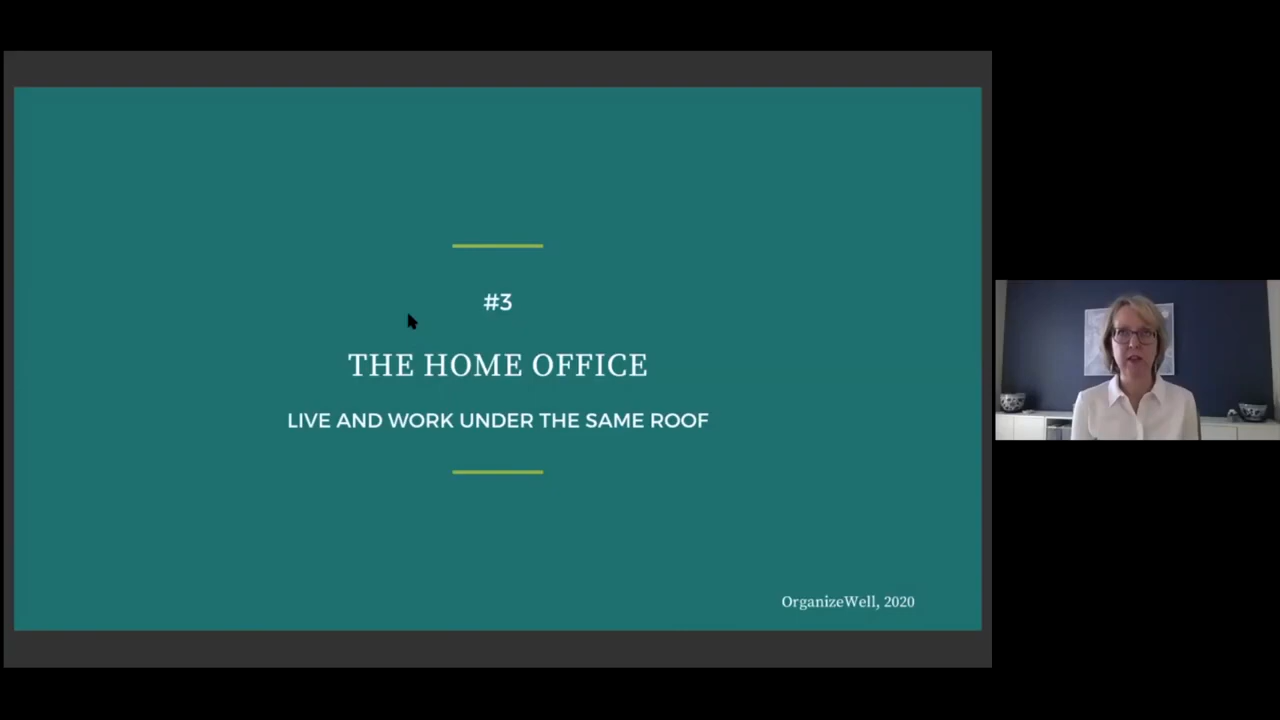 #3
THE HOME OFFICE
LIVE AND WORK UNDER THE SAME ROOF
OrganizeWell, 2020